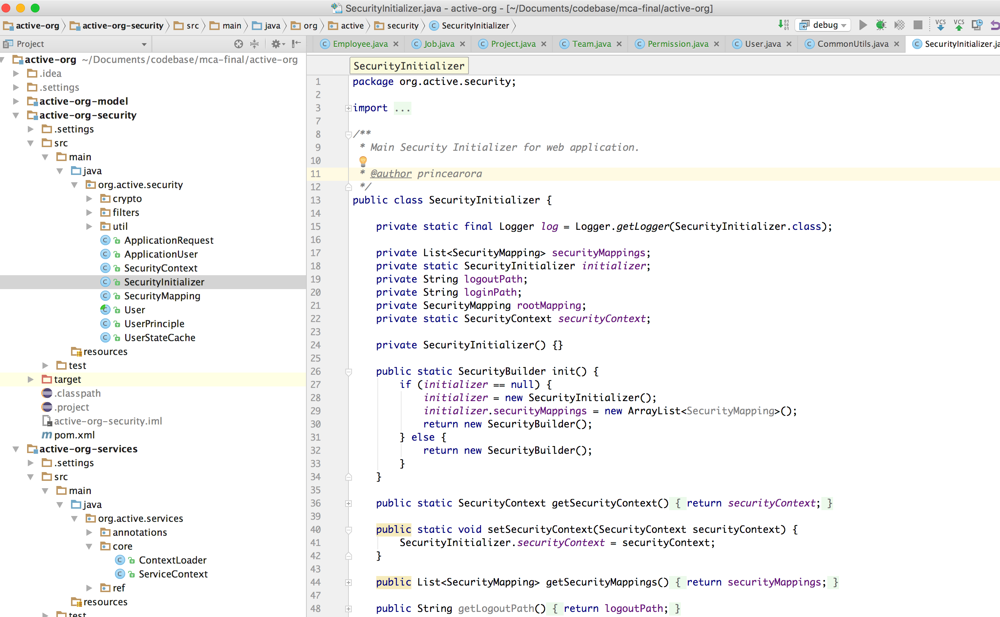 SecurityInitializer.java - active-org - [~/Documents/codebase/mca-final/active-org]
active-org active-org-security src main java org active security SecurityInitializer debug VCS VCS
Project
Employee.java Job.java Project.java Team.java Permission.java User.java CommonUtils.java SecurityInitializer.ja
active-org ~/Documents/codebase/mca-final/active-org
.idea
.settings
active-org-model
active-org-security
.settings
src
main
java
org.active.security
crypto
filters
util
ApplicationRequest
ApplicationUser
SecurityContext
SecurityInitializer
SecurityMapping
User
UserPrinciple
UserStateCache
resources
test
target
.classpath
.project
active-org-security.iml
pom.xml
active-org-services
.settings
src
main
java
org.active.services
annotations
core
ContextLoader
ServiceContext
ref
resources
test
SecurityInitializer
1 package org.active.security;
2
3 import ...
7
8 /**
9 * Main Security Initializer for web application.
10
11 * @author princearora
12 */
13 public class SecurityInitializer {
14
15 private static final Logger log = Logger.getLogger(SecurityInitializer.class);
16
17 private List<SecurityMapping> securityMappings;
18 private static SecurityInitializer initializer;
19 private String logoutPath;
20 private String loginPath;
21 private SecurityMapping rootMapping;
22 private static SecurityContext securityContext;
23
24 private SecurityInitializer() {}
25
26 public static SecurityBuilder init() {
27 if (initializer == null) {
28 initializer = new SecurityInitializer();
29 initializer.securityMappings = new ArrayList<SecurityMapping>();
30 return new SecurityBuilder();
31 } else {
32 return new SecurityBuilder();
33 }
34 }
35
36 public static SecurityContext getSecurityContext() { return securityContext; }
39
40 public static void setSecurityContext(SecurityContext securityContext) {
41 SecurityInitializer.securityContext = securityContext;
42 }
43
44 public List<SecurityMapping> getSecurityMappings() { return securityMappings; }
47
48 public String getLogoutPath() { return logoutPath; }